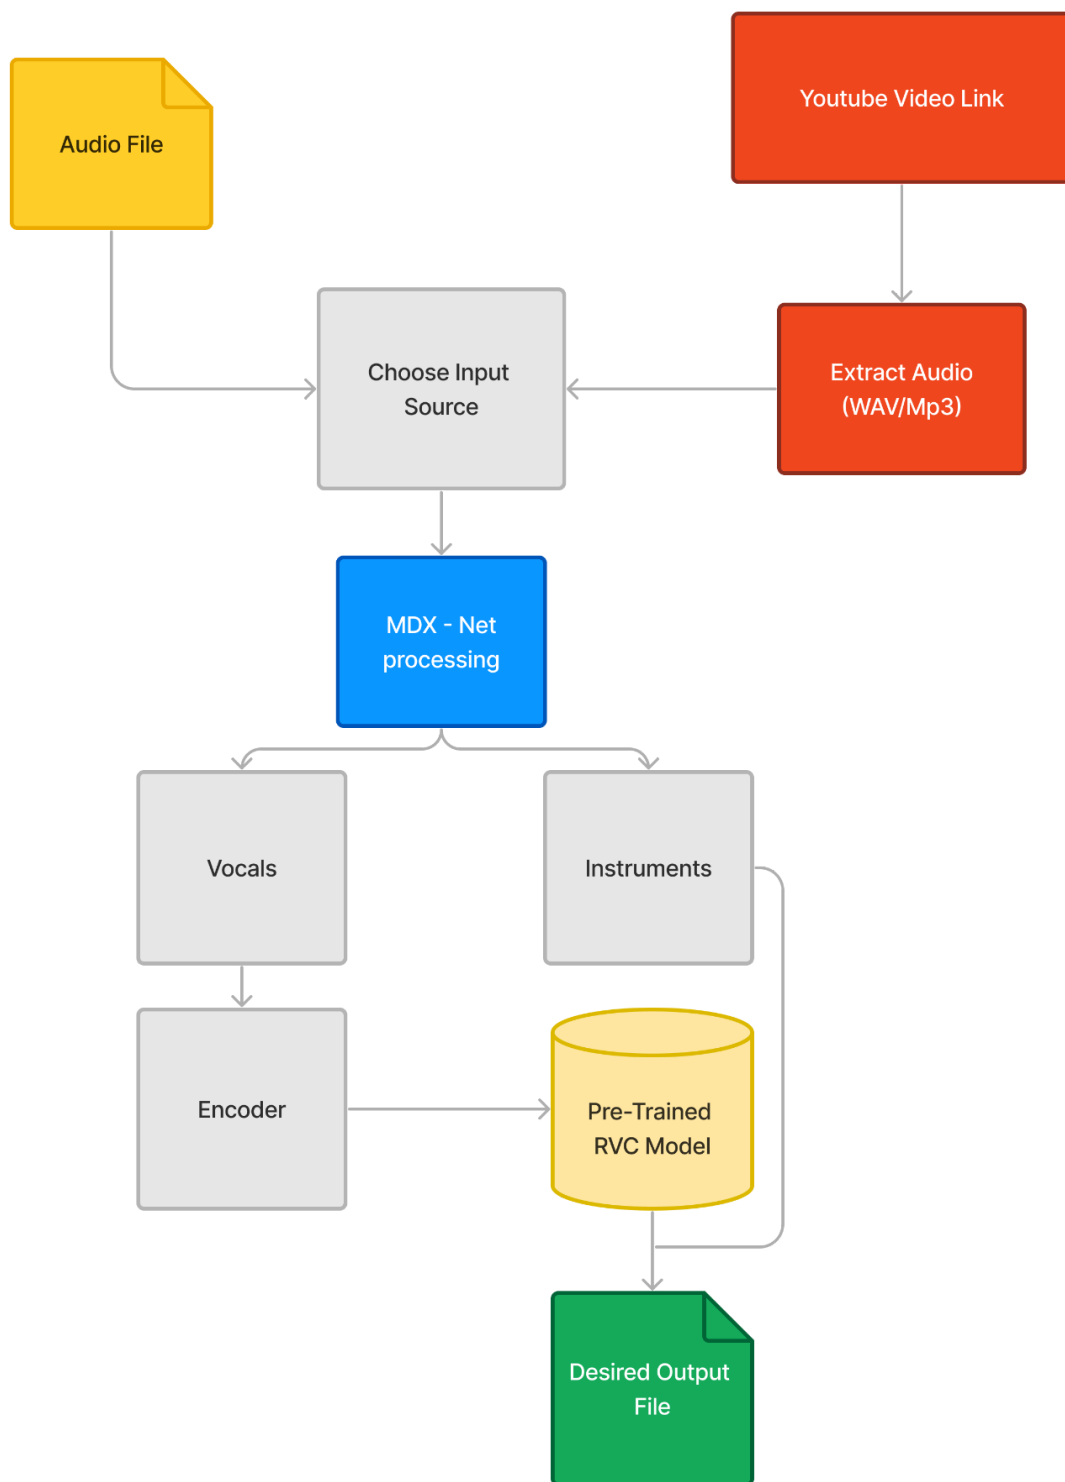 Audio File
Youtube Video Link
Choose Input
Source
Extract Audio
(WAV/Mp3)
MDX - Net
processing
Vocals
Instruments
Encoder
Pre-Trained
RVC Model
Desired Output
File